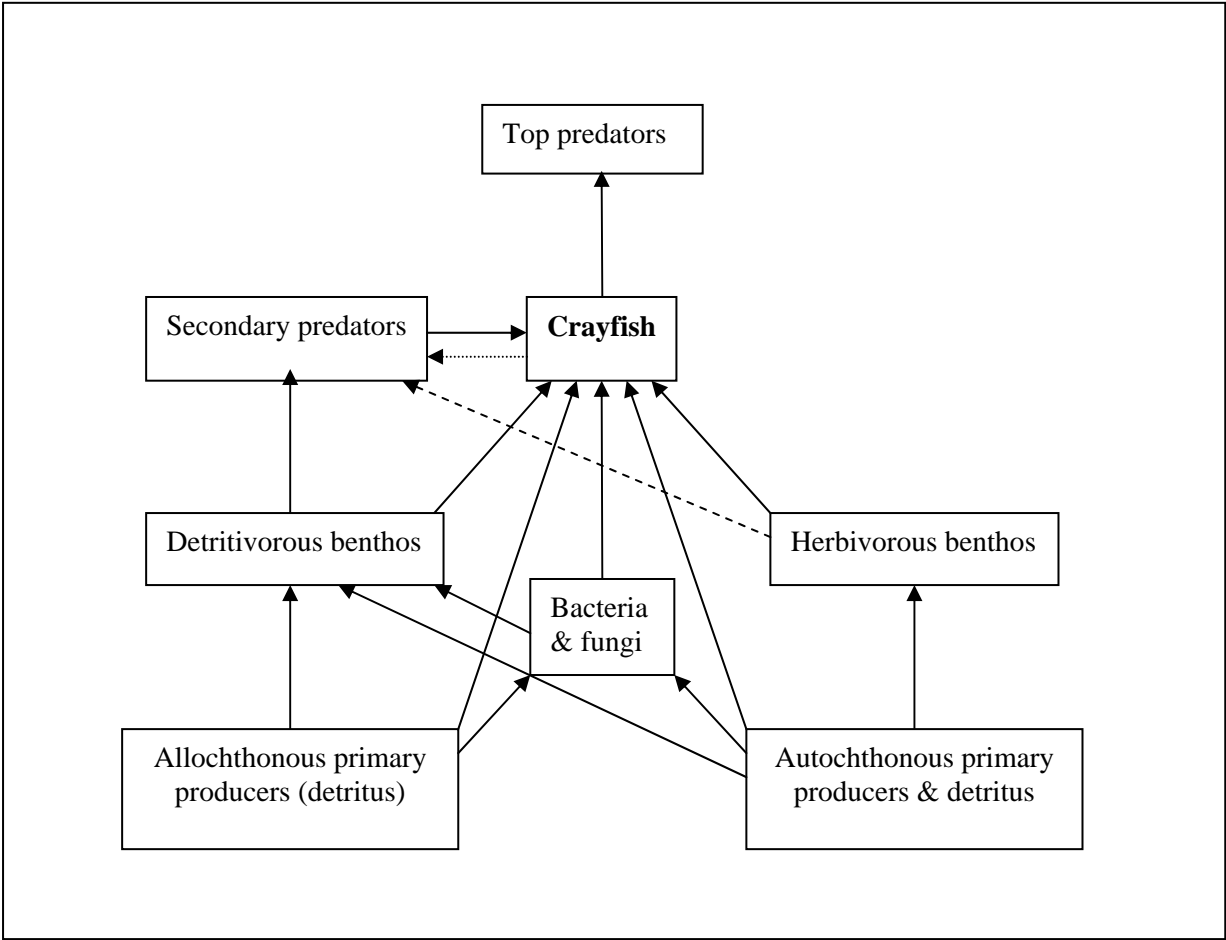 Top predators
Secondary predators
Crayfish
Detritivorous benthos
Herbivorous benthos
Bacteria
& fungi
Allochthonous primary
producers (detritus)
Autochthonous primary
producers & detritus